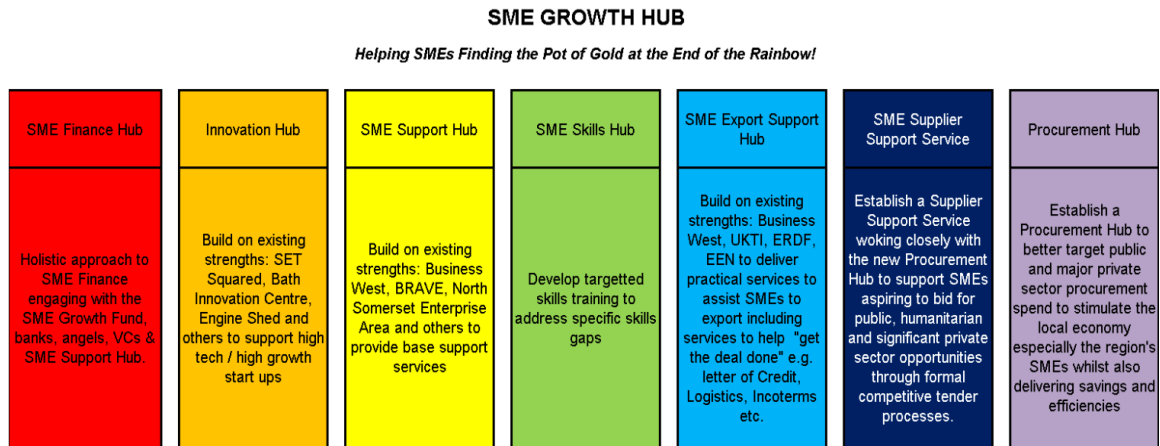 SME GROWTH HUB
Helping SMEs Finding the Pot of Gold at the End of the Rainbow!
SME Finance Hub
Holistic approach to
SME Finance
engaging with the
SME Growth Fund,
banks, angels, VCs &
SME Support Hub.
Innovation Hub
Build on existing
strengths: SET
Squared, Bath
Innovation Centre,
Engine Shed and
others to support high
tech / high growth
start ups
SME Support Hub
Build on existing
strengths: Business
West, BRAVE, North
Somerset Enterprise
Area and others to
provide base support
services
SME Skills Hub
Develop targetted
skills training to
address specific skills
gaps
SME Export Support
Hub
Build on existing
strengths: Business
West, UKTI, ERDF,
EEN to deliver
practical services to
assist SMEs to
export including
services to help "get
the deal done" e.g.
letter of Credit,
Logistics, Incoterms
etc.
SME Supplier
Support Service
Establish a Supplier
Support Service
woking closely with
the new Procurement
Hub to support SMEs
aspiring to bid for
public, humanitarian
and significant private
sector opportunities
through formal
competitive tender
processes.
Procurement Hub
Establish a
Procurement Hub to
better target public
and major private
sector procurement
spend to stimulate the
local economy
especially the region's
SMEs whilst also
delivering savings and
efficiencies